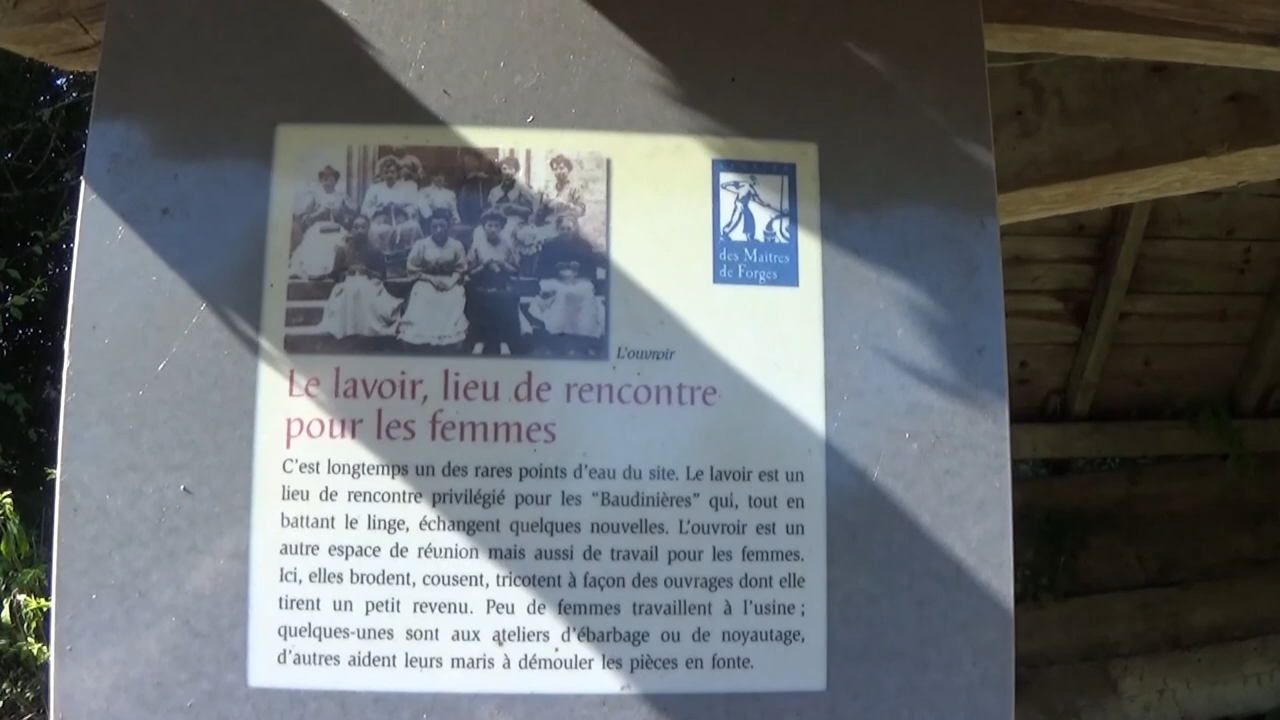 des Maîtres
de Forges
L'ouvroir
Le lavoir, lieu de rencontre
pour les femmes
C'est longtemps un des rares points d'eau du site. Le lavoir est un
lieu de rencontre privilégié pour les “Baudinières” qui, tout en
battant le linge, échangent quelques nouvelles. L'ouvroir est un
autre espace de réunion mais aussi de travail pour les femmes.
Ici, elles brodent, cousent, tricotent à façon des ouvrages dont elle
tirent un petit revenu. Peu de femmes travaillent à l'usine ;
quelques-unes sont aux ateliers d'ébarbage ou de noyautage,
d'autres aident leurs maris à démouler les pièces en fonte.